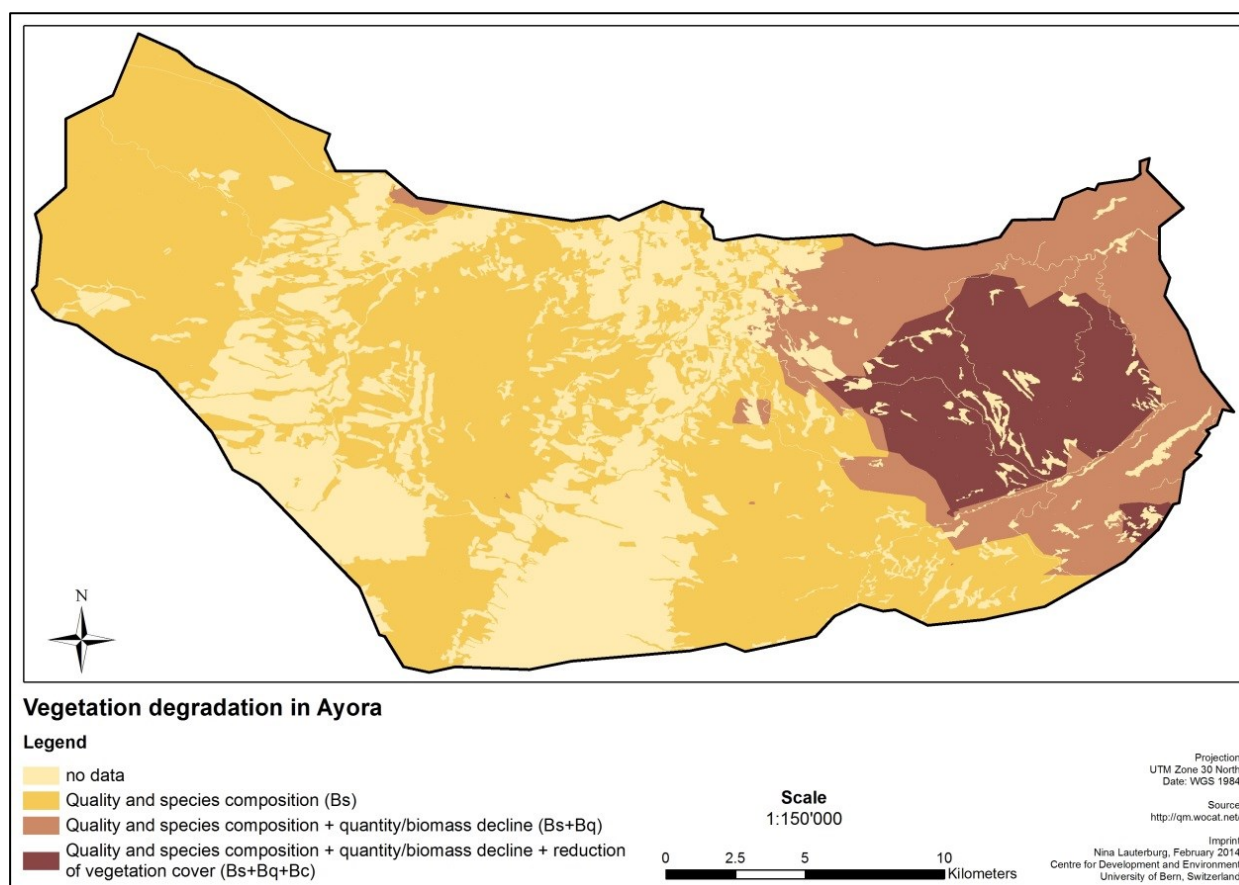 N
Vegetation degradation in Ayora
Legend
no data
Quality and species composition (Bs)
Quality and species composition + quantity/biomass decline (Bs+Bq)
Quality and species composition + quantity/biomass decline + reduction
of vegetation cover (Bs+Bq+Bc)
Scale
1:150'000
0 2.5 5 10
Kilometers
Projection
UTM Zone 30 North
Date: WGS 1984
Source
http://qm.wocat.net/
Imprint
Nina Lauterburg, February 2014
Centre for Development and Environment
University of Bern, Switzerland